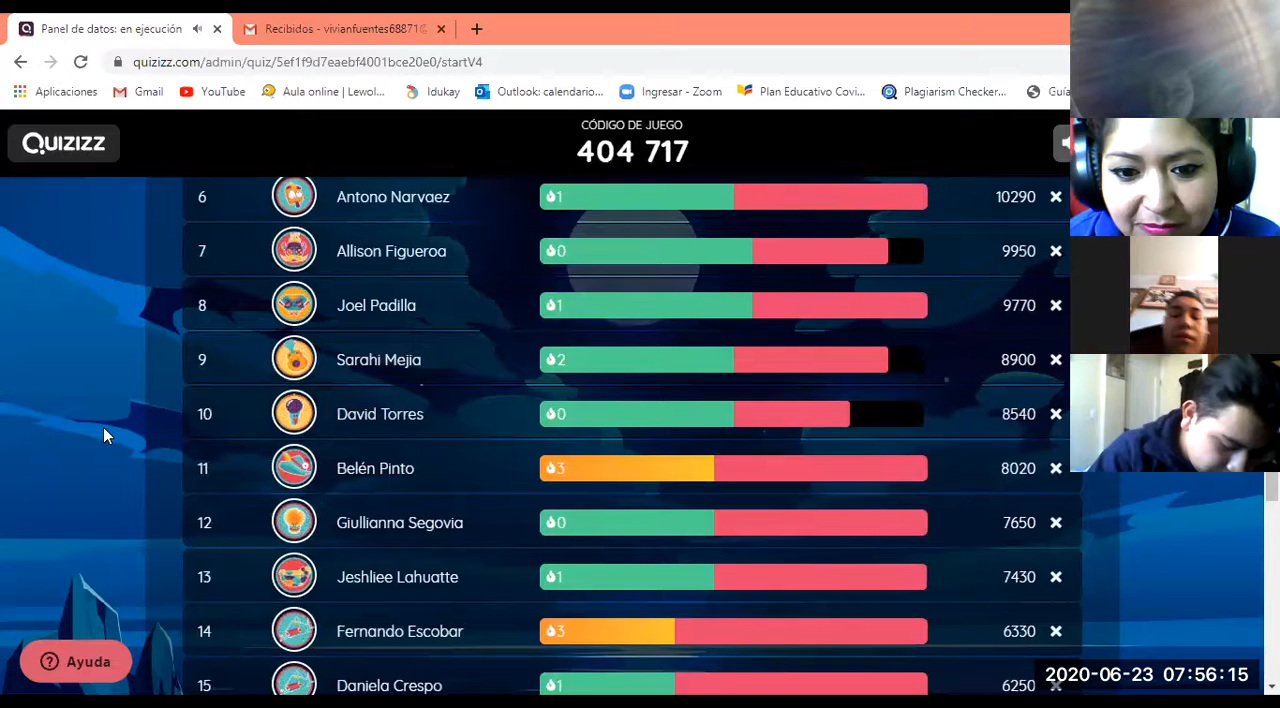 Panel de datos: en ejecución
Recibidos - vivianfuentes68871@
quizizz.com/admin/quiz/5ef1f9d7eaebf4001bce20e0/startV4
Aplicaciones Gmail YouTube Aula online | Lewol... Idukay Outlook: calendario... Ingresar - Zoom Plan Educativo Covi... Plagiarism Checker... Guía
Quizizz
CÓDIGO DE JUEGO
404 717
6 Antono Narvaez 1 10290
7 Allison Figueroa 0 9950
8 Joel Padilla 1 9770
9 Sarahi Mejia 2 8900
10 David Torres 0 8540
11 Belén Pinto 3 8020
12 Giullianna Segovia 0 7650
13 Jeshliee Lahuatte 1 7430
14 Fernando Escobar 3 6330
15 Daniela Crespo 1 6250
Ayuda
2020-06-23 07:56:15